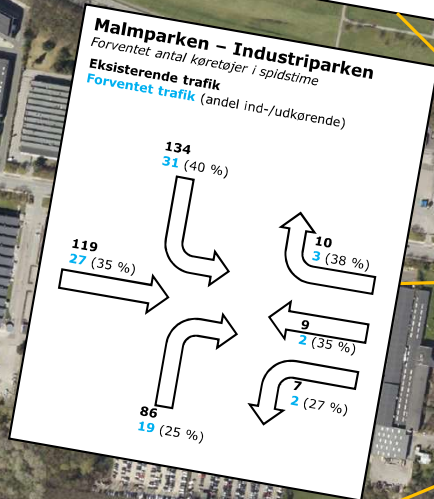 Malmparken – Industriparken
Forventet antal køretøjer i spidstime
Eksisterende trafik
Forventet trafik (andel ind-/udkørende)
134
31 (40 %)
10
3 (38 %)
119
27 (35 %)
9
2 (35 %)
7
2 (27 %)
86
19 (25 %)